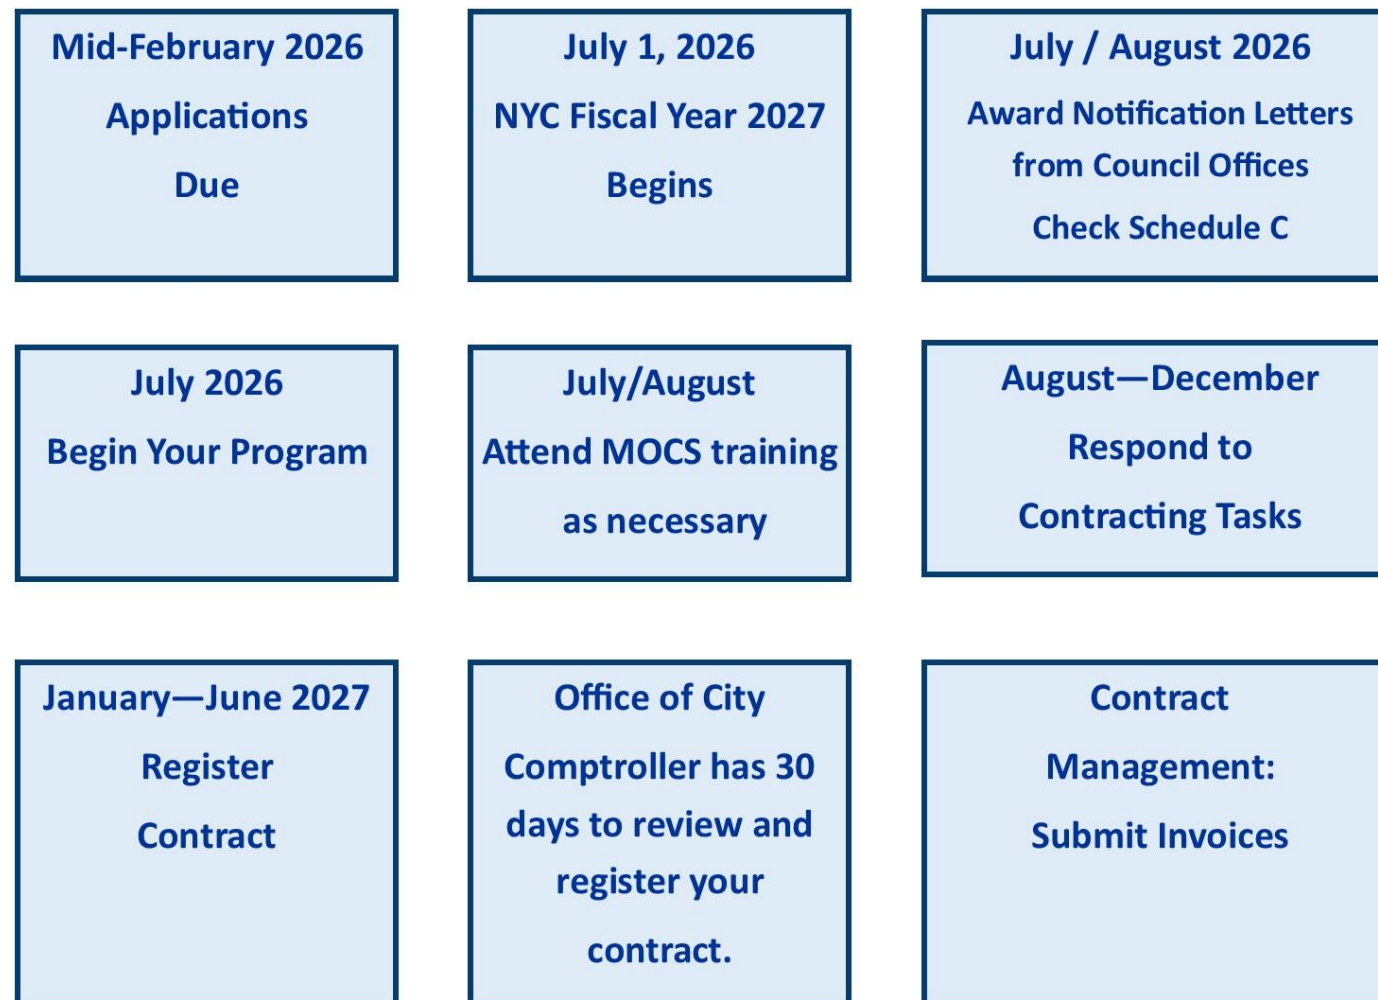 Mid-February 2026
Applications
Due
July 1, 2026
NYC Fiscal Year 2027
Begins
July / August 2026
Award Notification Letters
from Council Offices
Check Schedule C
July 2026
Begin Your Program
July/August
Attend MOCS training
as necessary
August—December
Respond to
Contracting Tasks
January—June 2027
Register
Contract
Office of City
Comptroller has 30
days to review and
register your
contract.
Contract
Management:
Submit Invoices